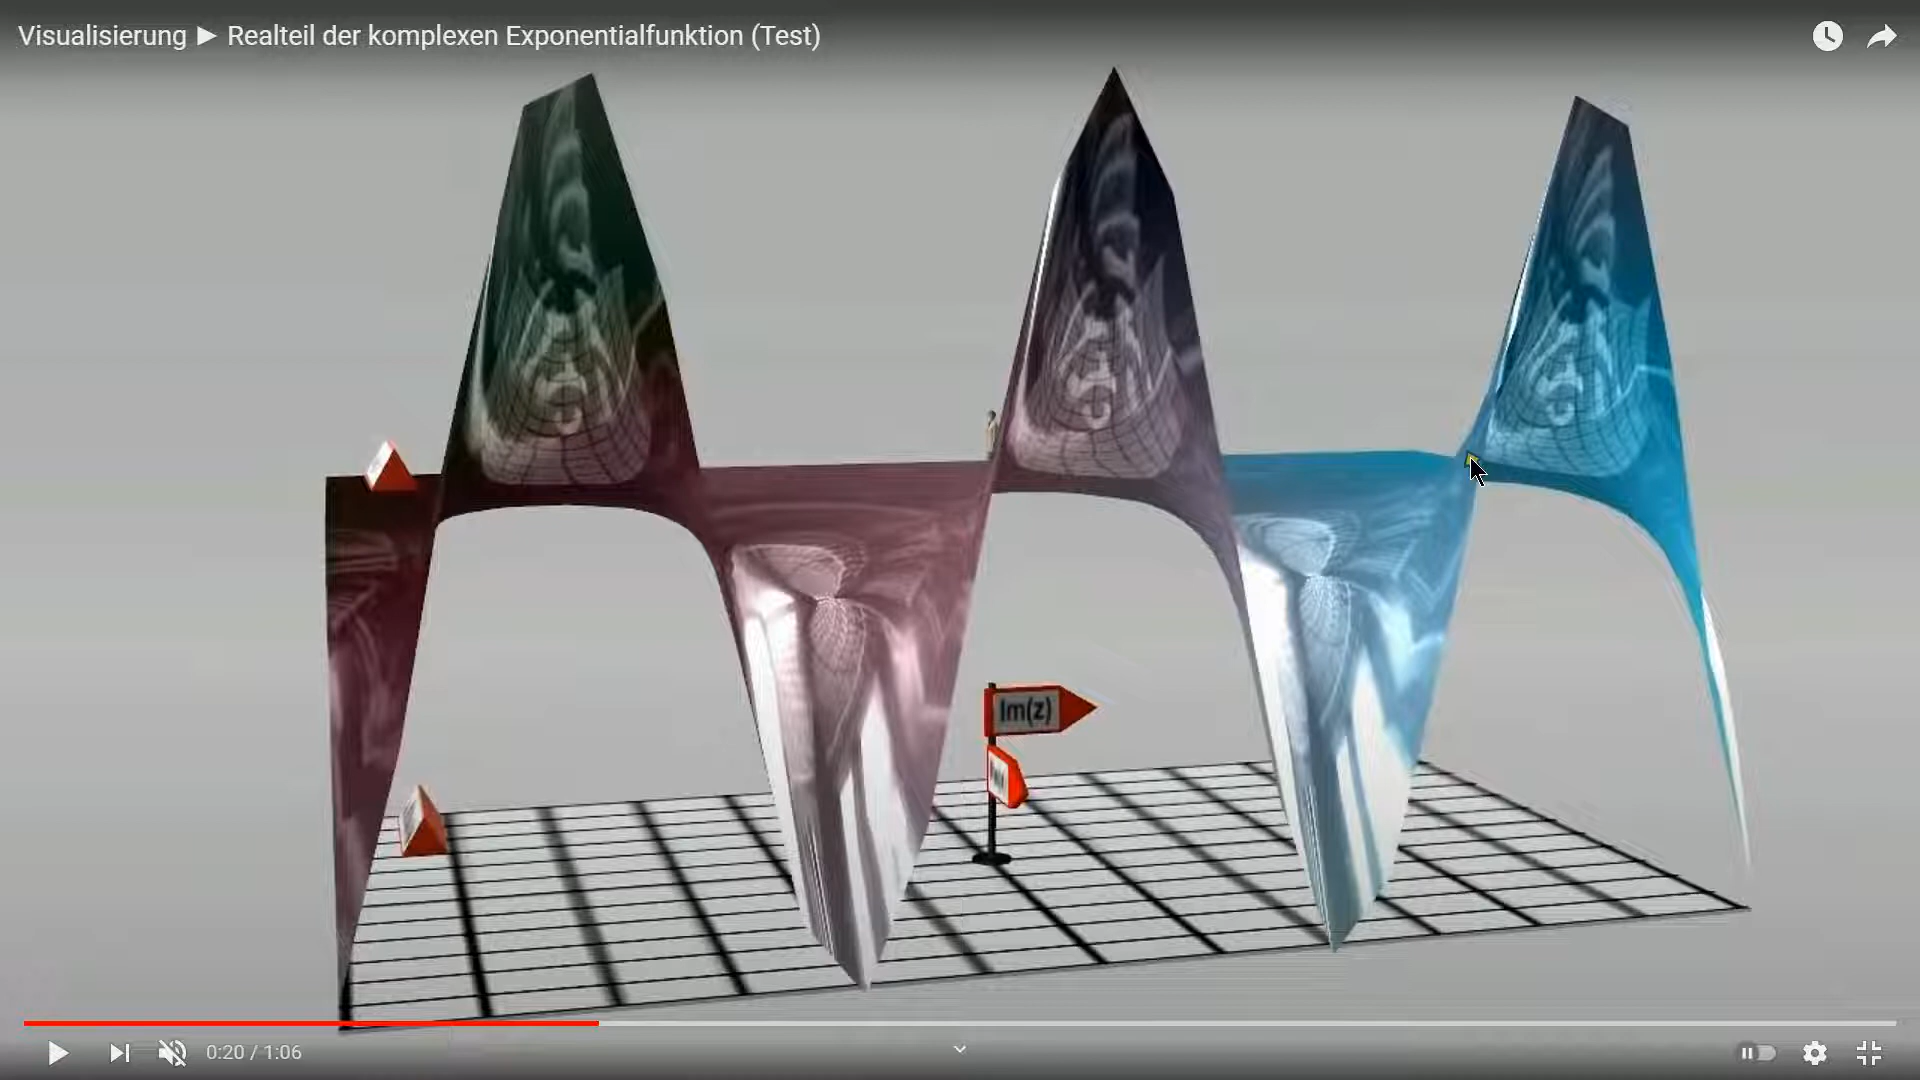 Visualisierung ► Realteil der komplexen Exponentialfunktion (Test)
Im(z)
0:20 / 1:06